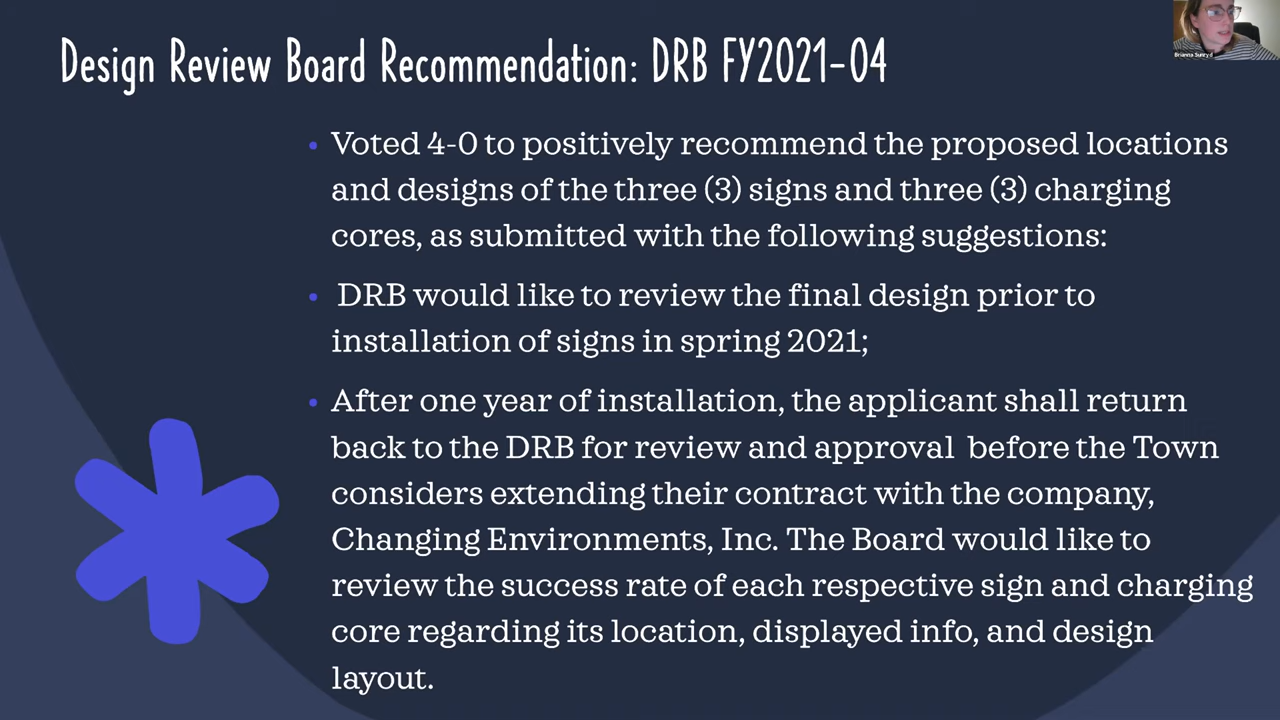 Design Review Board Recommendation: DRB FY2021-04
• Voted 4-0 to positively recommend the proposed locations
and designs of the three (3) signs and three (3) charging
cores, as submitted with the following suggestions:
• DRB would like to review the final design prior to
installation of signs in spring 2021;
• After one year of installation, the applicant shall return
back to the DRB for review and approval before the Town
considers extending their contract with the company,
Changing Environments, Inc. The Board would like to
review the success rate of each respective sign and charging
core regarding its location, displayed info, and design
layout.
Brianna